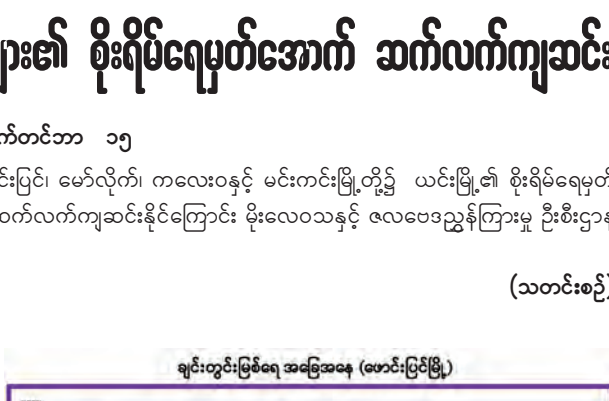 များ၏ စိုးရိမ်ရေမှတ်အောက် ဆက်လက်ကျဆင်း
က်တင်ဘာ ၁၅
င်းပြင်၊ မော်လိုက်၊ ကလေးဝနှင့် မင်းကင်းမြို့တို့၌ ယင်းမြို့၏ စိုးရိမ်ရေမှတ်
ဆက်လက်ကျဆင်းနိုင်ကြောင်း မိုးလေဝသနှင့် ဇလဗေဒညွှန်ကြားမှု ဦးစီးဌာန
(သတင်းစဉ်)
ချင်းတွင်းမြစ်ရေ အခြေအနေ (ဖောင်းပြင်မြို့)